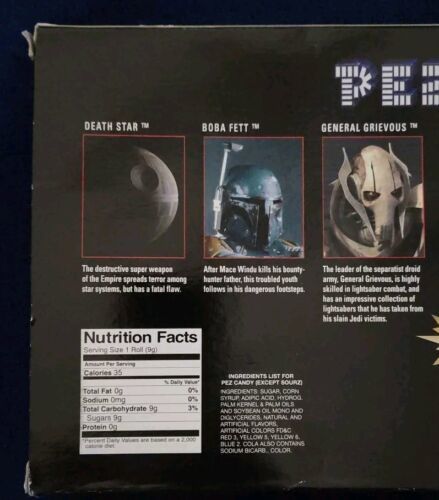 PEZ
DEATH STAR ™
BOBA FETT ™
GENERAL GRIEVOUS ™
The destructive super weapon
of the Empire spreads terror among
star systems, but has a fatal flaw.
After Mace Windu kills his bounty-
hunter father, this troubled youth
follows in his dangerous footsteps.
The leader of the separatist droid
army, General Grievous, is highly
skilled in lightsaber combat, and
has an impressive collection of
lightsabers that he has taken from
his slain Jedi victims.
Nutrition Facts
Serving Size 1 Roll (9g)
Amount Per Serving
Calories 35
% Daily Value*
Total Fat 0g 0%
Sodium 0mg 0%
Total Carbohydrate 9g 3%
Sugars 9g
Protein 0g
*Percent Daily Values are based on a 2,000
calorie diet.
INGREDIENTS LIST FOR
PEZ CANDY (EXCEPT SOURZ)
INGREDIENTS: SUGAR, CORN
SYRUP, ADIPIC ACID, HYDROG.
PALM KERNEL & PALM OILS
AND SOYBEAN OIL MONO AND
DIGLYCERIDES, NATURAL AND
ARTIFICIAL FLAVORS,
ARTIFICIAL COLORS FD&C
RED 3, YELLOW 5, YELLOW 6,
BLUE 2. COLA ALSO CONTAINS
SODIUM BICARB., COLOR.